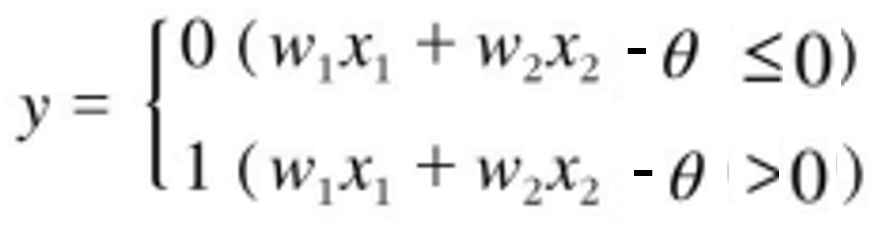 y = { 0 ( w₁x₁ + w₂x₂ - θ ≤ 0 )
1 ( w₁x₁ + w₂x₂ - θ > 0 )